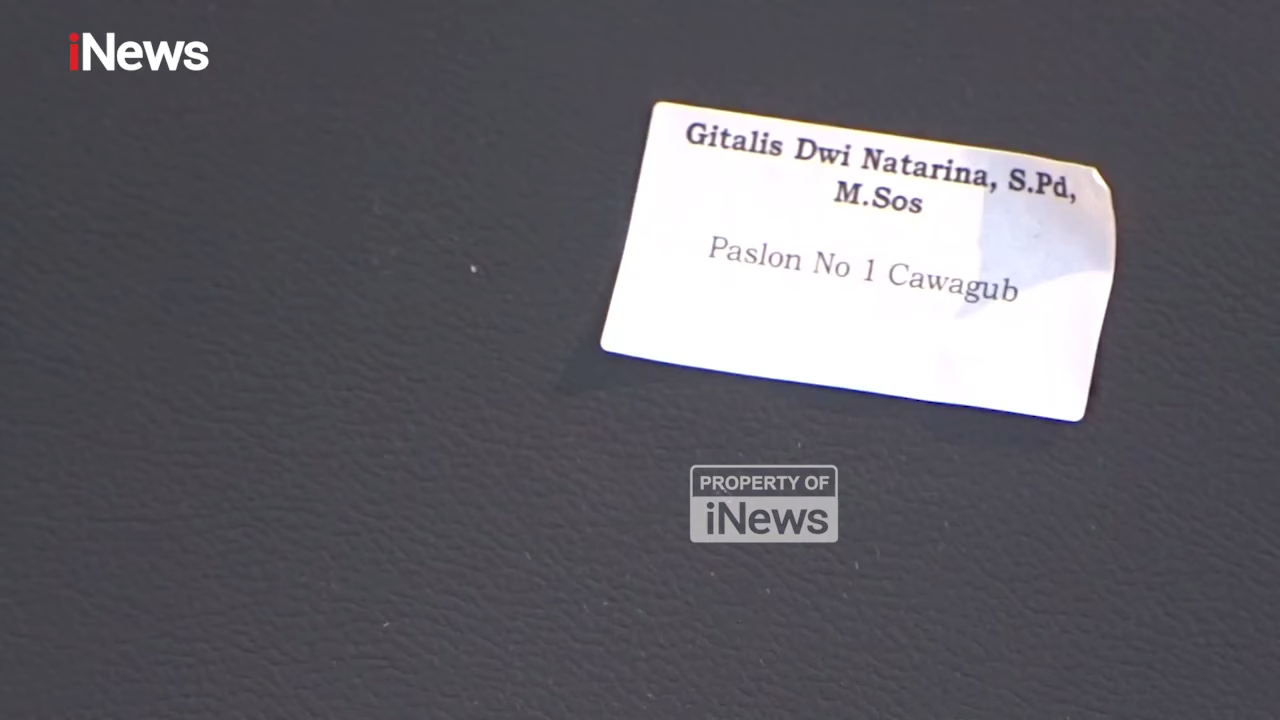 iNews
Gitalis Dwi Natarina, S.Pd,
M.Sos
Paslon No 1 Cawagub
PROPERTY OF
iNews